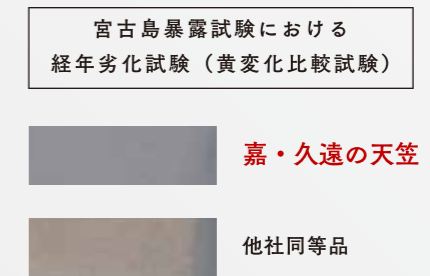 宮古島暴露試験における
経年劣化試験（黄変化比較試験）
嘉・久遠の天笠
他社同等品